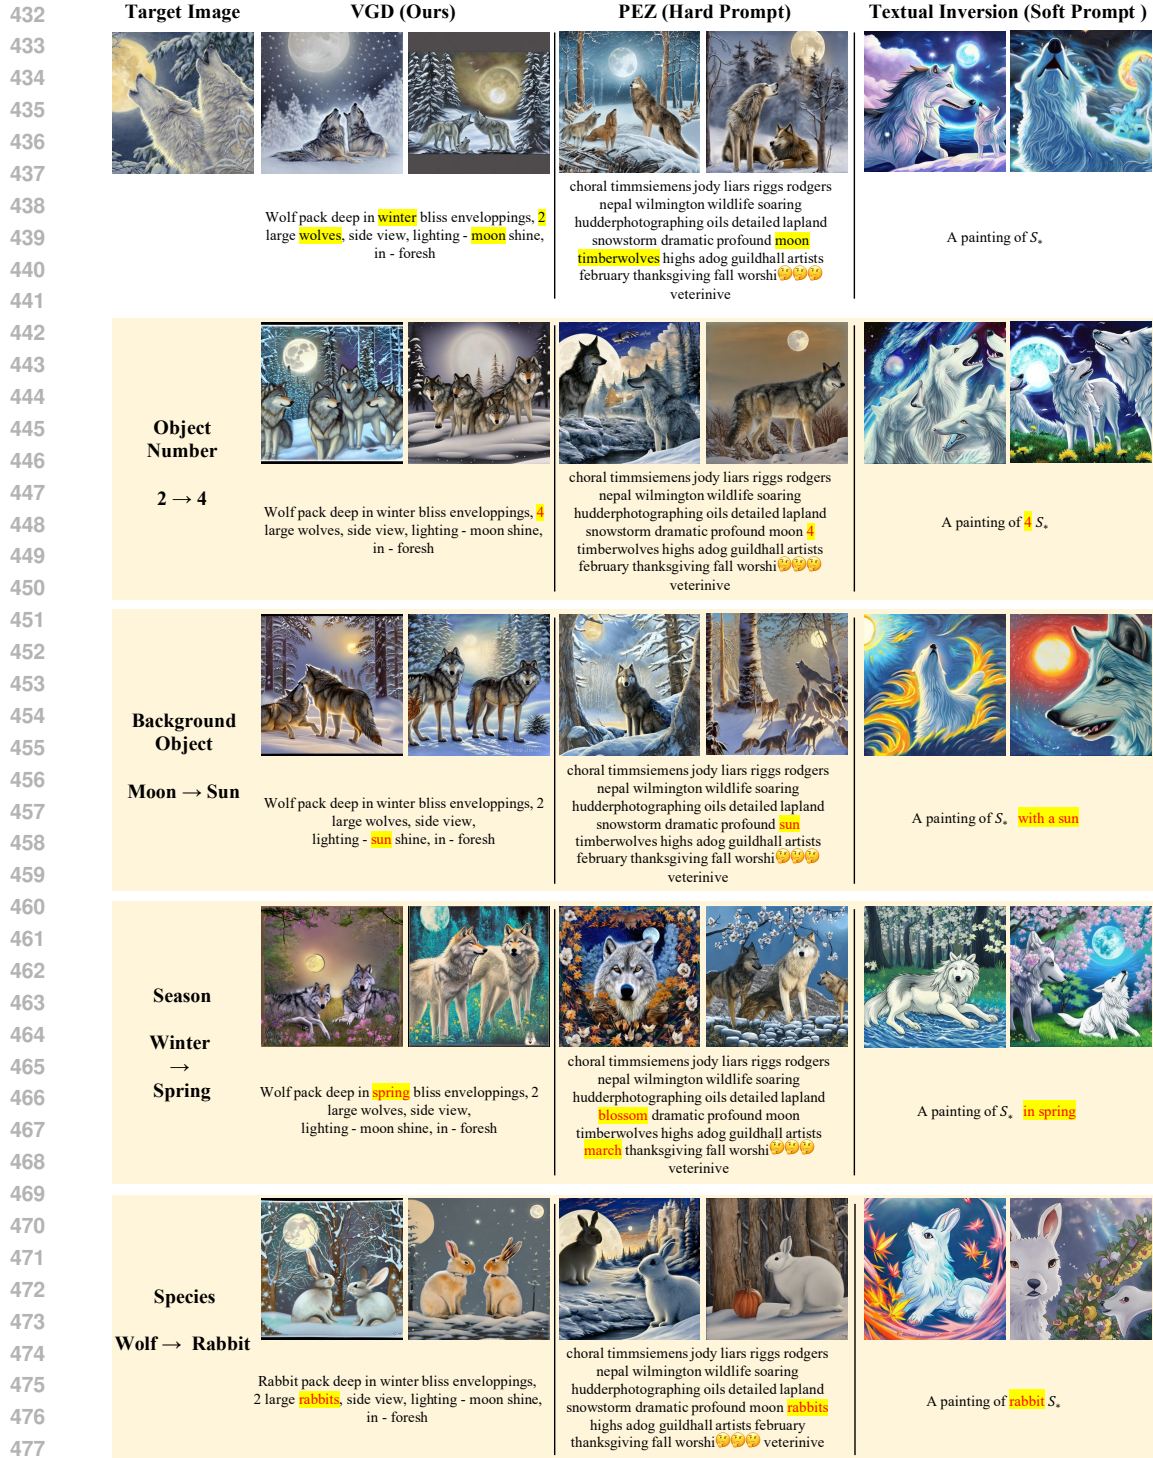 Target Image
VGD (Ours)
PEZ (Hard Prompt)
Textual Inversion (Soft Prompt )
432
433
434
435
436
437
438
439
440
441
442
443
444
445
446
447
448
449
450
451
452
453
454
455
456
457
458
459
460
461
462
463
464
465
466
467
468
469
470
471
472
473
474
475
476
477
Wolf pack deep in winter bliss enveloppings, 2
large wolves, side view, lighting - moon shine,
in - foresh
choral timmsiemens jody liars riggs rodgers
nepal wilmington wildlife soaring
hudderphotographing oils detailed lapland
snowstorm dramatic profound moon
timberwolves highs adog guildhall artists
february thanksgiving fall worshi🤔🤔🤔
veterinive
A painting of S*
Object
Number
2 → 4
Wolf pack deep in winter bliss enveloppings, 4
large wolves, side view, lighting - moon shine,
in - foresh
choral timmsiemens jody liars riggs rodgers
nepal wilmington wildlife soaring
hudderphotographing oils detailed lapland
snowstorm dramatic profound moon 4
timberwolves highs adog guildhall artists
february thanksgiving fall worshi🤔🤔🤔
veterinive
A painting of 4 S*
Background
Object
Moon → Sun
Wolf pack deep in winter bliss enveloppings, 2
large wolves, side view,
lighting - sun shine, in - foresh
choral timmsiemens jody liars riggs rodgers
nepal wilmington wildlife soaring
hudderphotographing oils detailed lapland
snowstorm dramatic profound sun
timberwolves highs adog guildhall artists
february thanksgiving fall worshi🤔🤔🤔
veterinive
A painting of S* with a sun
Season
Winter
→
Spring
Wolf pack deep in spring bliss enveloppings, 2
large wolves, side view,
lighting - moon shine, in - foresh
choral timmsiemens jody liars riggs rodgers
nepal wilmington wildlife soaring
hudderphotographing oils detailed lapland
blossom dramatic profound moon
timberwolves highs adog guildhall artists
march thanksgiving fall worshi🤔🤔🤔
veterinive
A painting of S* in spring
Species
Wolf → Rabbit
Rabbit pack deep in winter bliss enveloppings,
2 large rabbits, side view, lighting - moon shine,
in - foresh
choral timmsiemens jody liars riggs rodgers
nepal wilmington wildlife soaring
hudderphotographing oils detailed lapland
snowstorm dramatic profound moon rabbits
highs adog guildhall artists february
thanksgiving fall worshi🤔🤔🤔 veterinive
A painting of rabbit S*